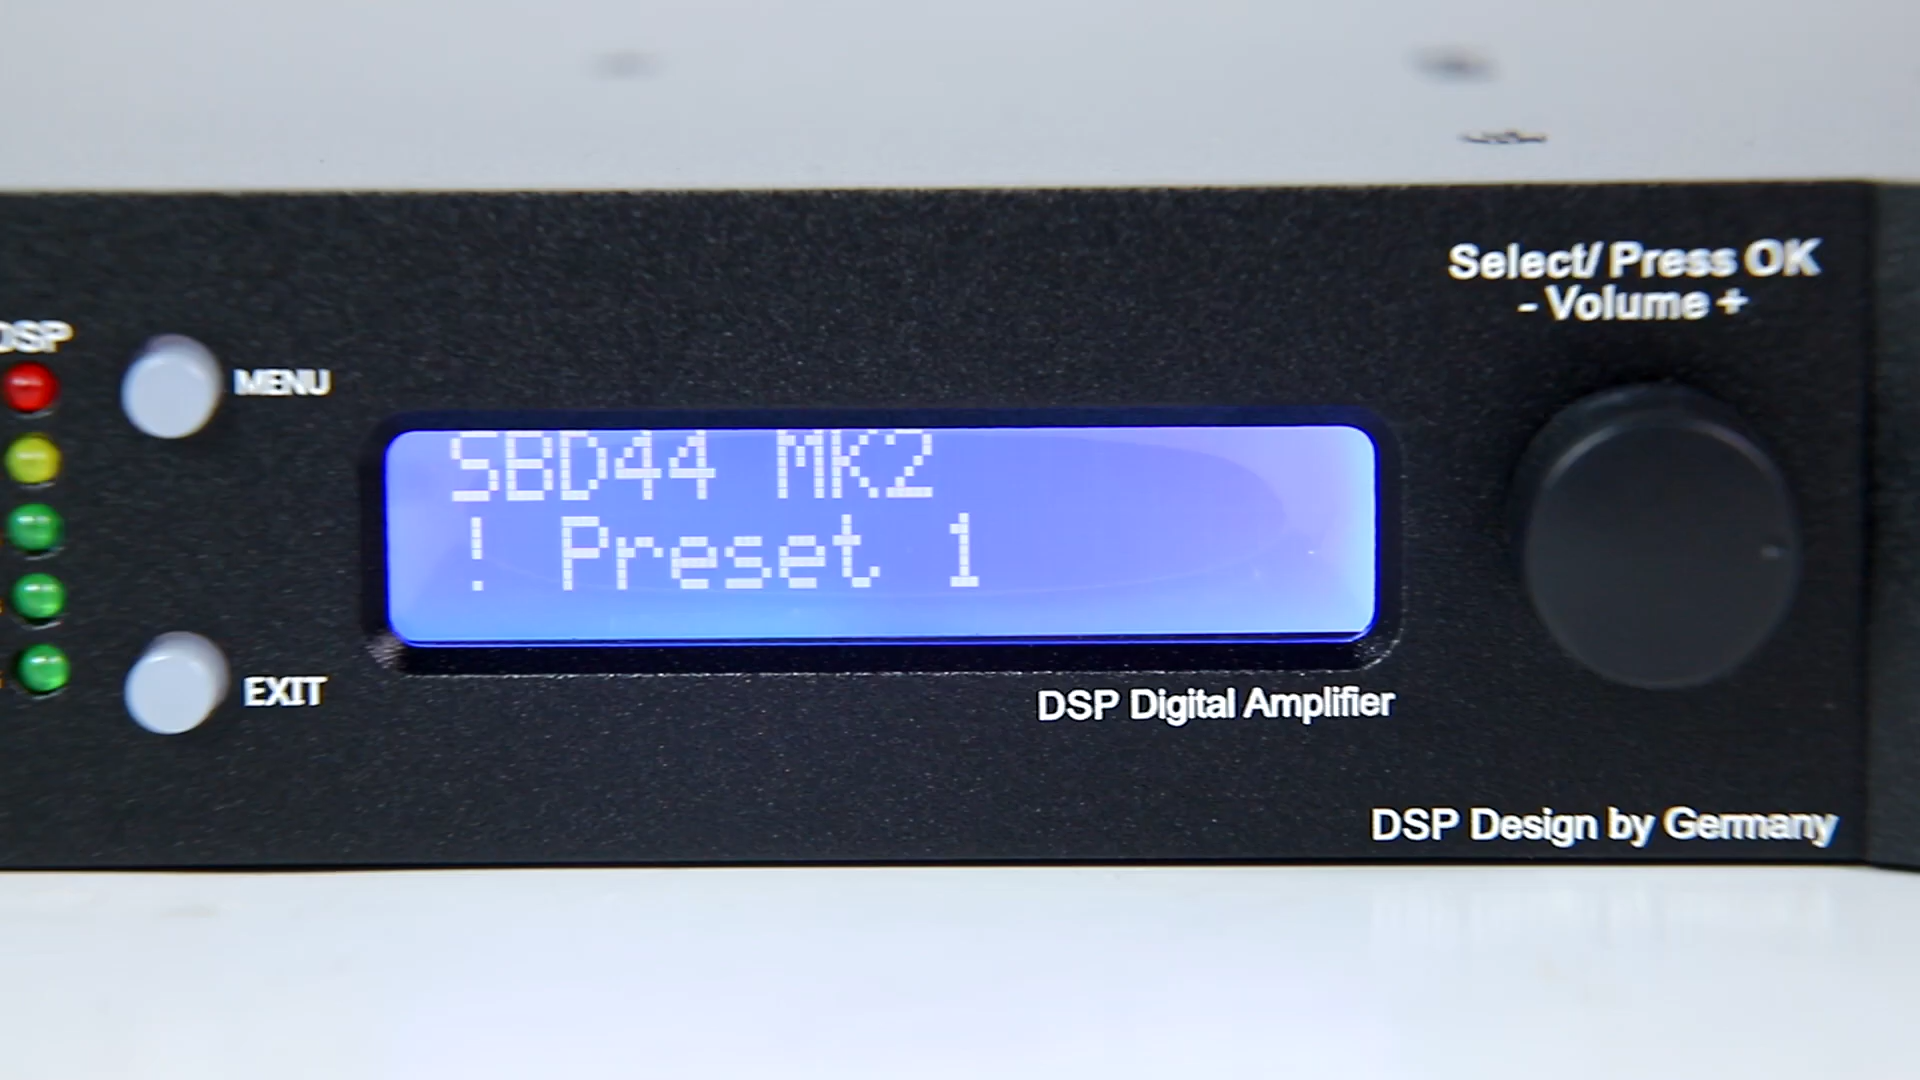 Select/ Press OK
- Volume +
DSP
MENU
SBD44 MK2
! Preset 1
EXIT
DSP Digital Amplifier
DSP Design by Germany